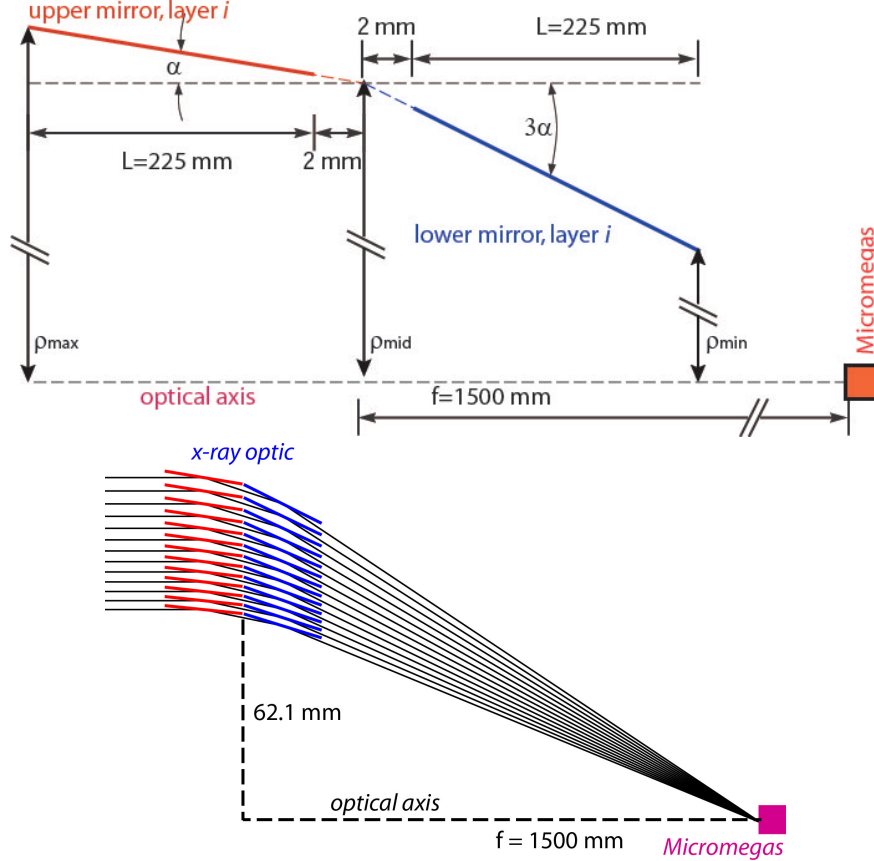 upper mirror, layer i
2 mm
L=225 mm
α
3α
L=225 mm
2 mm
lower mirror, layer i
Micromegas
ρmax
ρmid
ρmin
optical axis
f=1500 mm
x-ray optic
62.1 mm
optical axis
f = 1500 mm
Micromegas